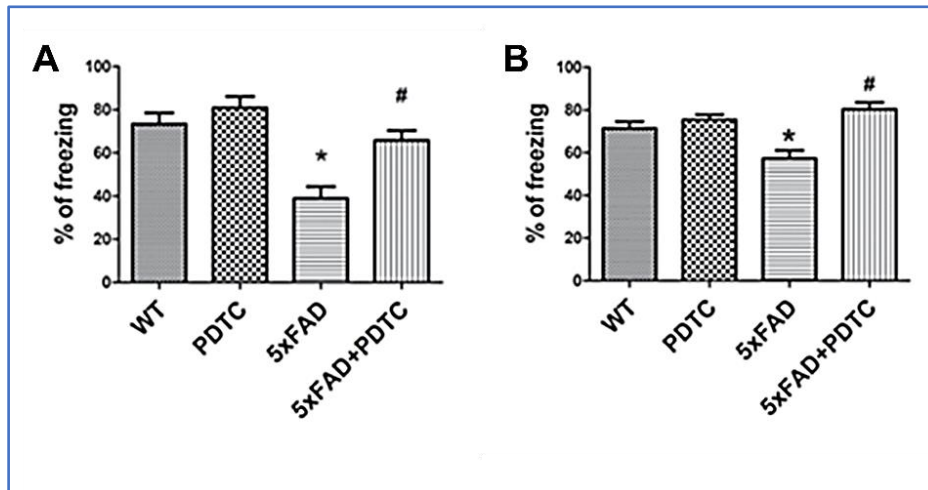 A
% of freezing
100
80
60
40
20
0
*
#
WT
PDTC
5xFAD
5xFAD+PDTC
B
% of freezing
100
80
60
40
20
0
*
#
WT
PDTC
5xFAD
5xFAD+PDTC